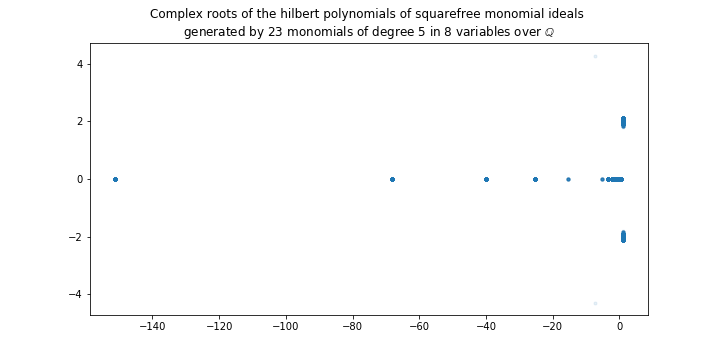 Complex roots of the hilbert polynomials of squarefree monomial ideals
generated by 23 monomials of degree 5 in 8 variables over ℚ
4
2
0
−2
−4
−140 −120 −100 −80 −60 −40 −20 0